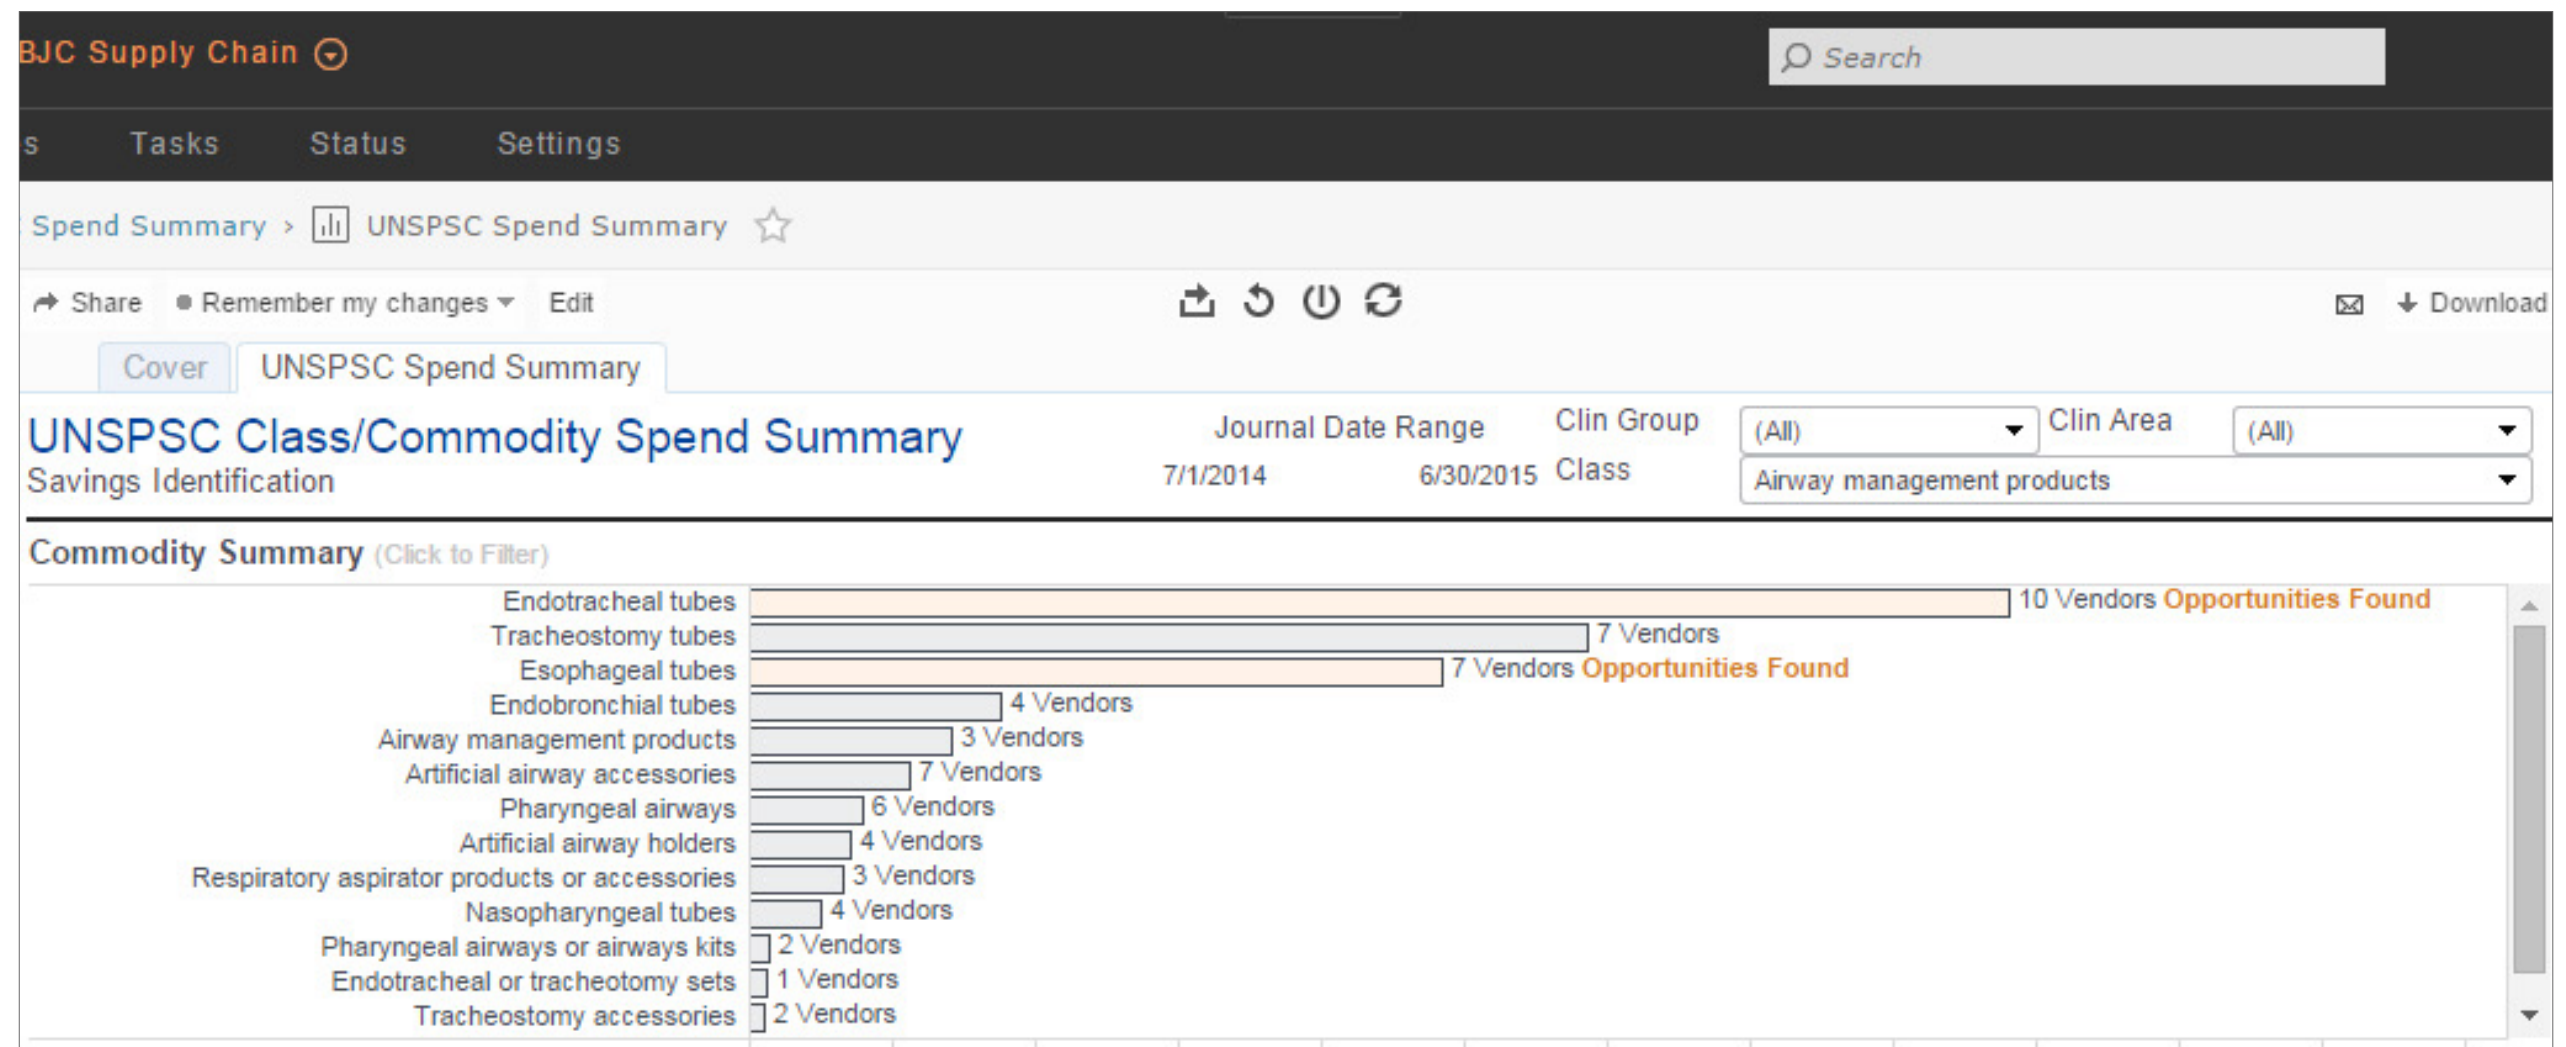 BJC Supply Chain
Search
s Tasks Status Settings
Spend Summary > UNSPSC Spend Summary
Share Remember my changes Edit
Download
Cover UNSPSC Spend Summary
UNSPSC Class/Commodity Spend Summary
Savings Identification
Journal Date Range
7/1/2014 6/30/2015
Clin Group (All) Clin Area (All)
Class Airway management products
Commodity Summary (Click to Filter)
Endotracheal tubes 10 Vendors Opportunities Found
Tracheostomy tubes 7 Vendors
Esophageal tubes 7 Vendors Opportunities Found
Endobronchial tubes 4 Vendors
Airway management products 3 Vendors
Artificial airway accessories 7 Vendors
Pharyngeal airways 6 Vendors
Artificial airway holders 4 Vendors
Respiratory aspirator products or accessories 3 Vendors
Nasopharyngeal tubes 4 Vendors
Pharyngeal airways or airways kits 2 Vendors
Endotracheal or tracheotomy sets 1 Vendors
Tracheostomy accessories 2 Vendors